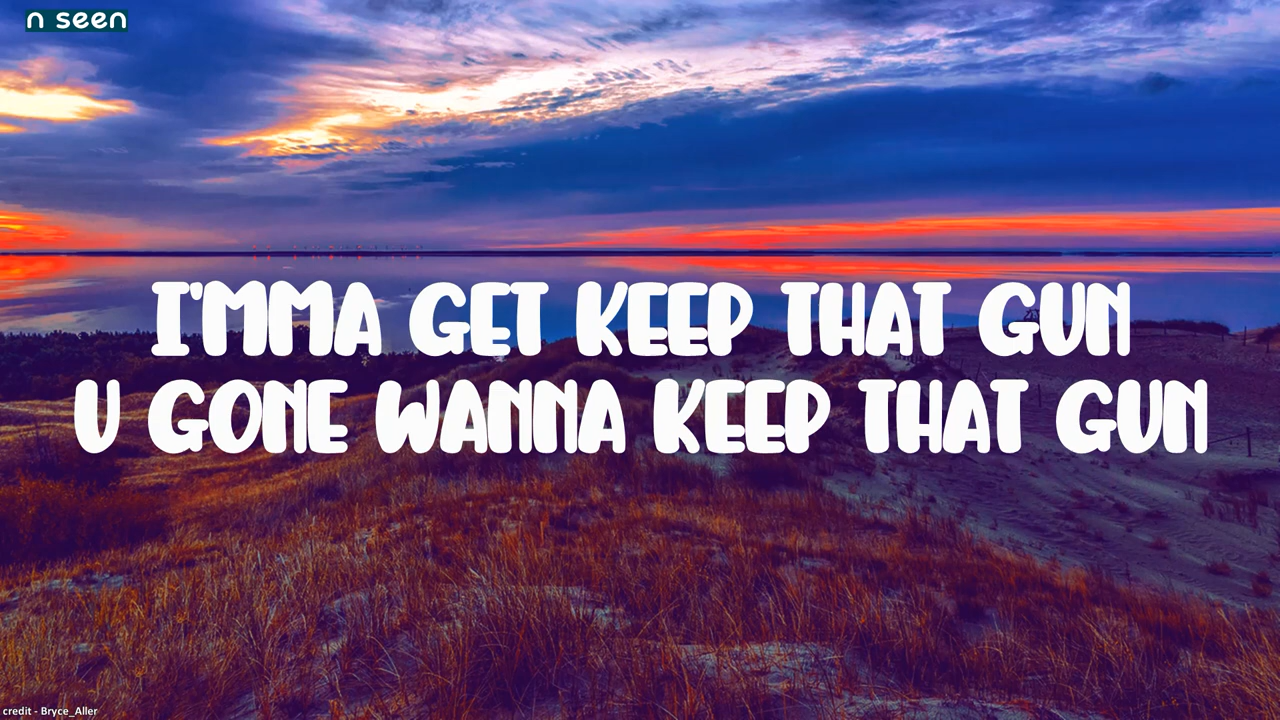 n seen
I'MMA GET KEEP THAT GUN
U GONE WANNA KEEP THAT GUN
credit - Bryce_Aller